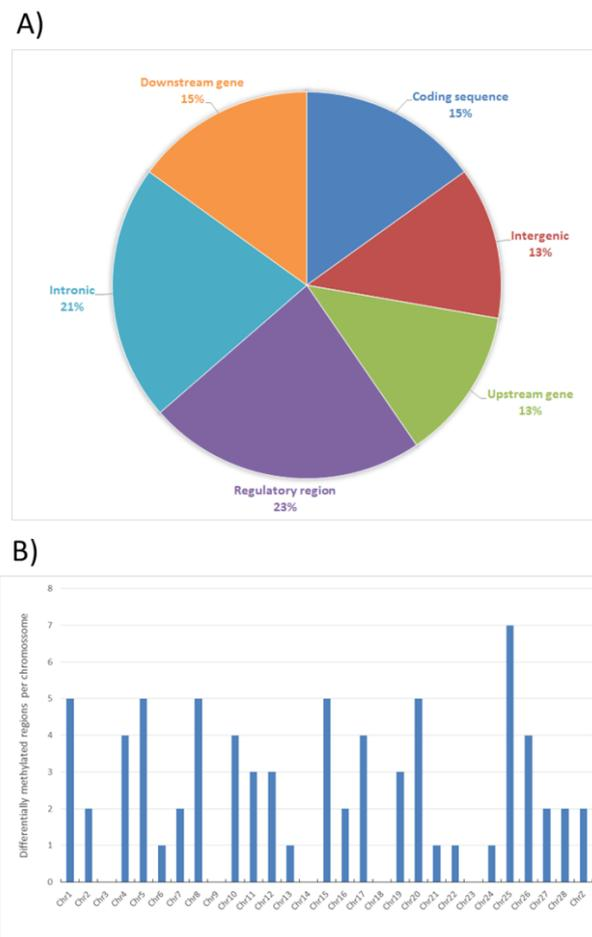 A)
Downstream gene
15%
Coding sequence
15%
Intergenic
13%
Intronic
21%
Upstream gene
13%
Regulatory region
23%
B)
Differentially methylated regions per chromossome
8
7
6
5
4
3
2
1
0
Chr1 Chr2 Chr3 Chr4 Chr5 Chr6 Chr7 Chr8 Chr9 Chr10 Chr11 Chr12 Chr13 Chr14 Chr15 Chr16 Chr17 Chr18 Chr19 Chr20 Chr21 Chr22 Chr23 Chr24 Chr25 Chr26 Chr27 Chr28 Chr2